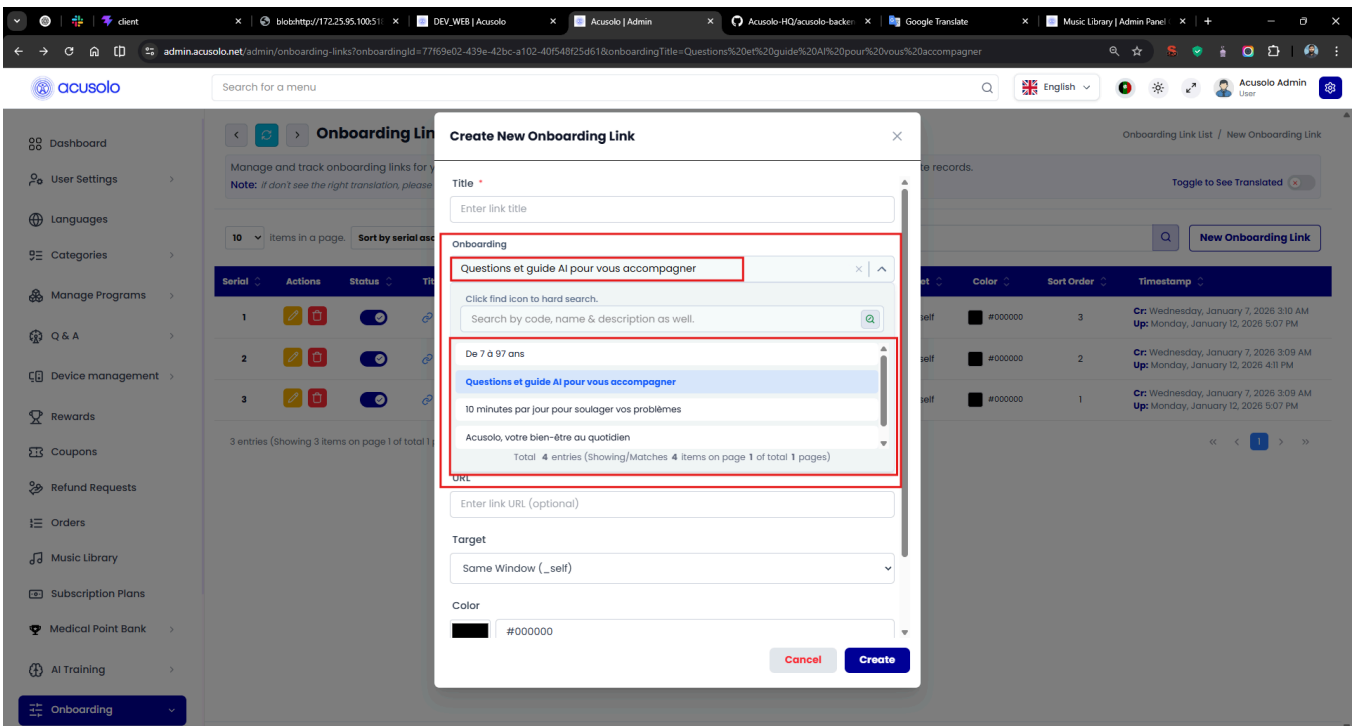 client
blob:http://172.25.95.100:51
DEV_WEB | Acusolo
Acusolo | Admin
Acusolo-HQ/acusolo-backen
Google Translate
Music Library | Admin Panel
admin.acusolo.net/admin/onboarding-links?onboardingId=77f69e02-439e-42bc-a102-40f548f25d61&onboardingTitle=Questions%20et%20guide%20AI%20pour%20vous%20accompagner
acusolo
Search for a menu
English
Acusolo Admin
User
Dashboard
User Settings
Languages
Categories
Manage Programs
Q & A
Device management
Rewards
Coupons
Refund Requests
Orders
Music Library
Subscription Plans
Medical Point Bank
AI Training
Onboarding
Onboarding Lin
Onboarding Link List / New Onboarding Link
Manage and track onboarding links for y
te records.
Note: if don't see the right translation, please
Toggle to See Translated
10 items in a page. Sort by serial asc
New Onboarding Link
Serial Actions Status Tit
et Color Sort Order Timestamp
1
self #000000 3 Cr: Wednesday, January 7, 2026 3:10 AM
Up: Monday, January 12, 2026 5:07 PM
2
self #000000 2 Cr: Wednesday, January 7, 2026 3:09 AM
Up: Monday, January 12, 2026 4:11 PM
3
self #000000 1 Cr: Wednesday, January 7, 2026 3:09 AM
Up: Monday, January 12, 2026 5:07 PM
3 entries (Showing 3 items on page 1 of total 1
1
Create New Onboarding Link
Title *
Enter link title
Onboarding
Questions et guide AI pour vous accompagner
Click find icon to hard search.
Search by code, name & description as well.
De 7 à 97 ans
Questions et guide AI pour vous accompagner
10 minutes par jour pour soulager vos problèmes
Acusolo, votre bien-être au quotidien
Total 4 entries (Showing/Matches 4 items on page 1 of total 1 pages)
URL
Enter link URL (optional)
Target
Same Window (_self)
Color
#000000
Cancel
Create